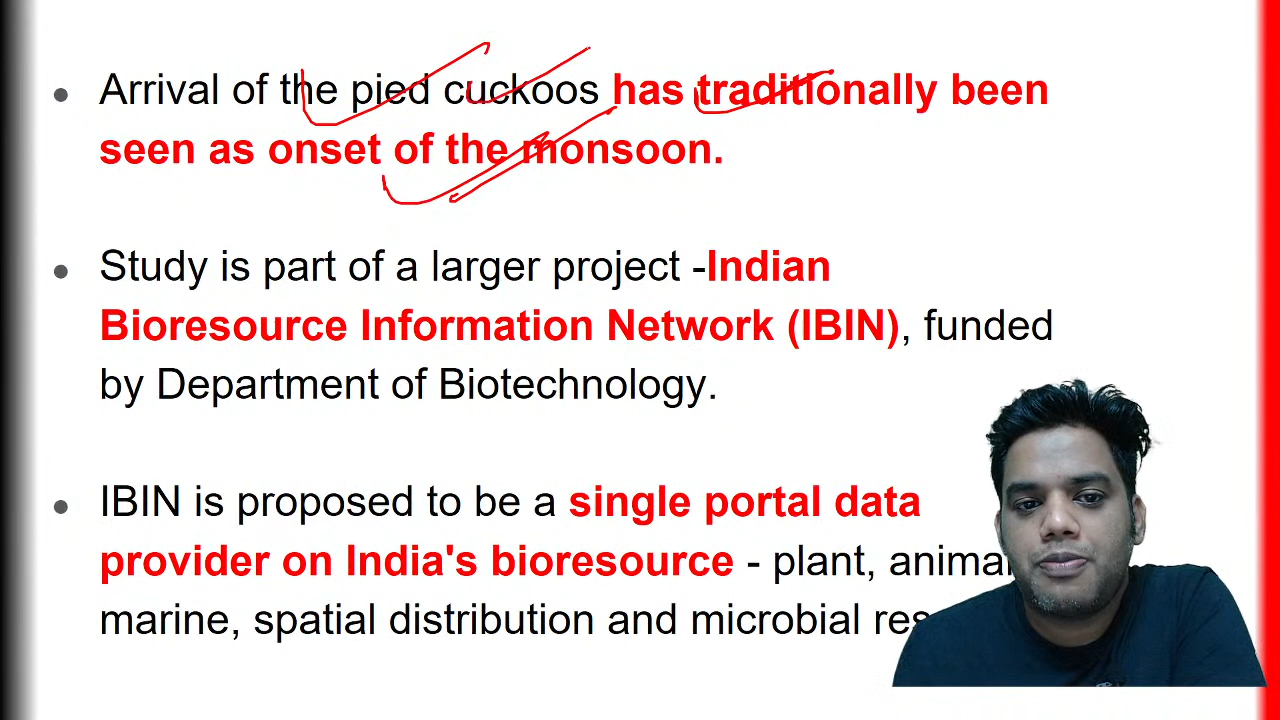 Arrival of the pied cuckoos has traditionally been
seen as onset of the monsoon.
Study is part of a larger project -Indian
Bioresource Information Network (IBIN), funded
by Department of Biotechnology.
IBIN is proposed to be a single portal data
provider on India's bioresource - plant,
marine, spatial distribution and microbial